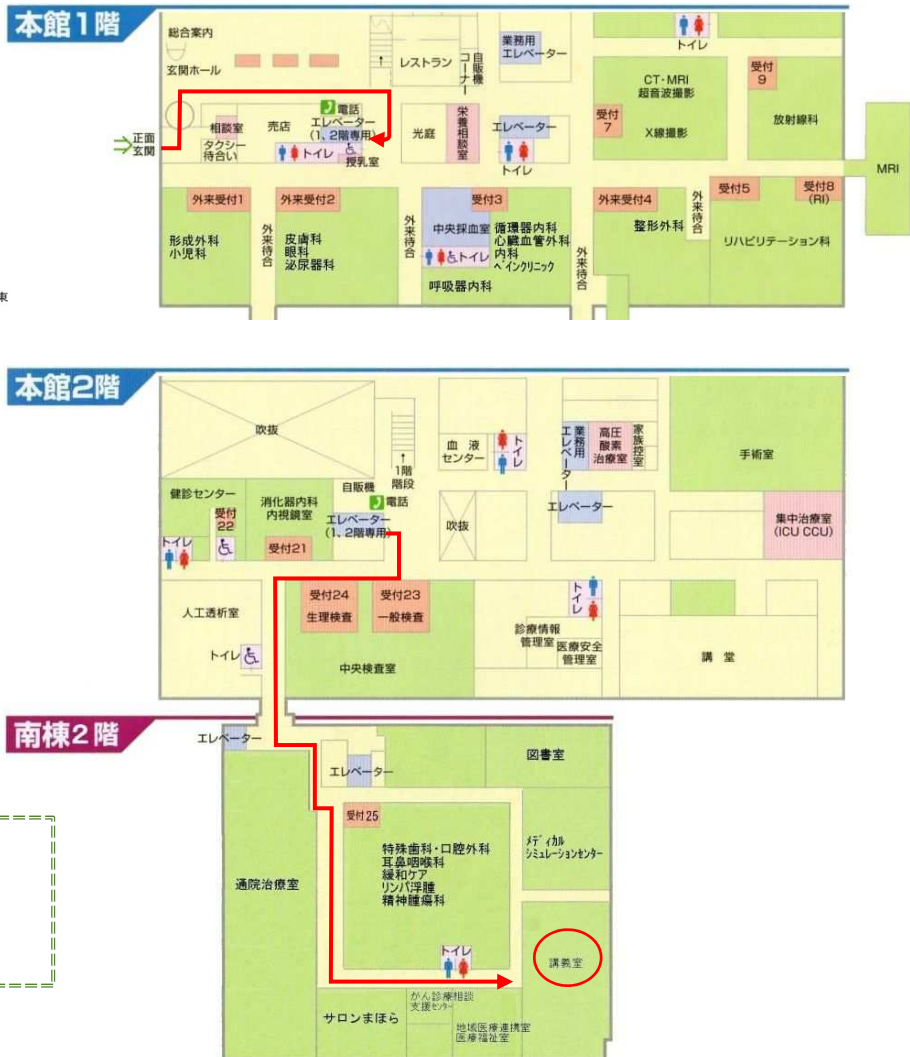 本館1階
総合案内
玄関ホール
レストラン
自販機
コーナー
業務用
エレベーター
トイレ
電話
エレベーター
(1、2階専用)
相談室
売店
タクシー
待合い
トイレ
授乳室
光庭
栄養相談室
エレベーター
トイレ
CT・MRI
超音波撮影
受付
7
X線撮影
受付
9
放射線科
MRI
正面
玄関
外来受付1
形成外科
小児科
外来待合
外来受付2
皮膚科
眼科
泌尿器科
外来待合
中央採血室
トイレ
受付3
循環器内科
心臓血管外科
内科
ペインクリニック
呼吸器内科
外来待合
外来受付4
整形外科
外来待合
受付5
受付8
(RI)
リハビリテーション科
東
本館2階
吹抜
1階
階段
自販機
電話
エレベーター
(1、2階専用)
健診センター
受付
22
トイレ
消化器内科
内視鏡室
受付21
血液
センター
トイレ
吹抜
業務用
エレベーター
高圧
酸素
治療室
家族控室
エレベーター
手術室
集中治療室
(ICU CCU)
人工透析室
トイレ
受付24
生理検査
受付23
一般検査
中央検査室
トイレ
診療情報
管理室
医療安全
管理室
講堂
南棟2階
エレベーター
エレベーター
図書室
受付25
特殊歯科・口腔外科
耳鼻咽喉科
緩和ケア
リンパ浮腫
精神腫瘍科
メディカル
シミュレーションセンター
通院治療室
トイレ
講義室
サロンまほら
がん診療相談
支援センター
地域医療連携室
医療福祉室